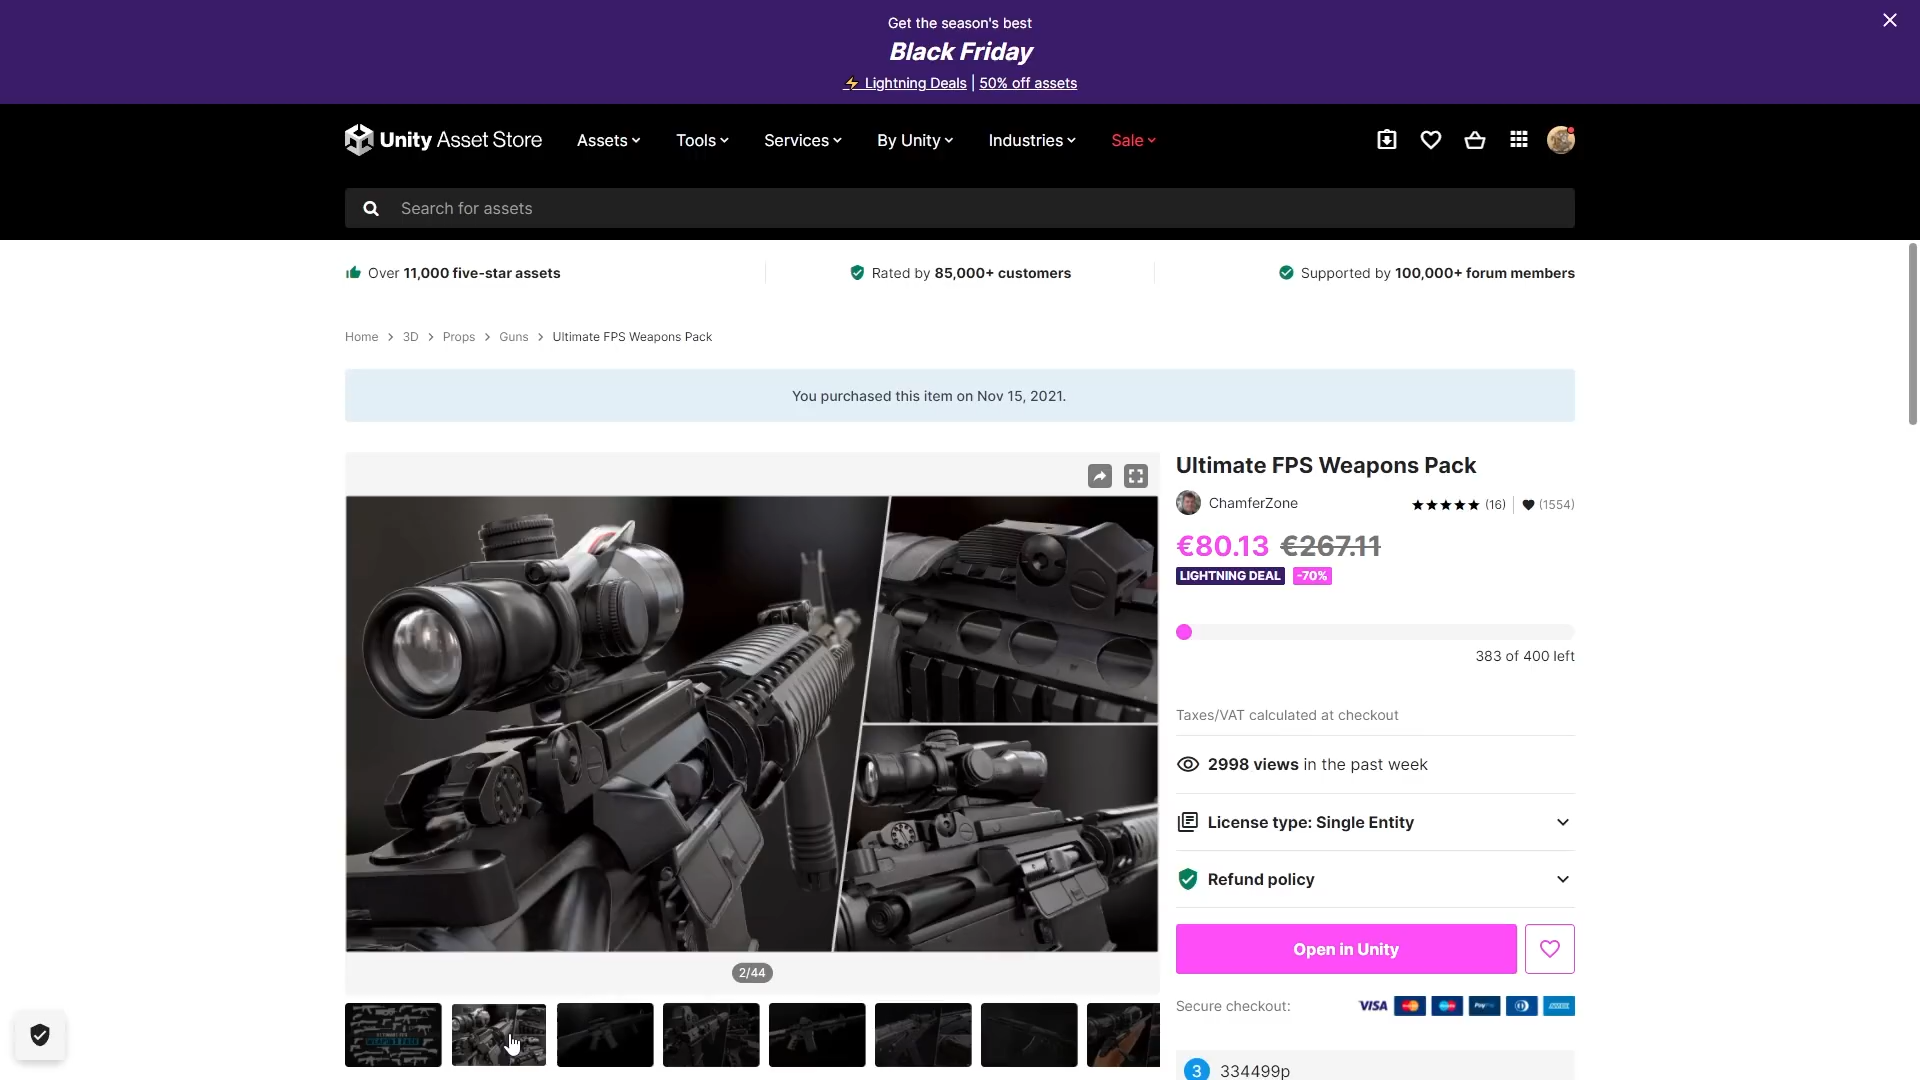 Get the season's best
Black Friday
⚡ Lightning Deals | 50% off assets
Unity Asset Store
Assets
Tools
Services
By Unity
Industries
Sale
Search for assets
Over 11,000 five-star assets
Rated by 85,000+ customers
Supported by 100,000+ forum members
Home > 3D > Props > Guns > Ultimate FPS Weapons Pack
You purchased this item on Nov 15, 2021.
Ultimate FPS Weapons Pack
ChamferZone
★★★★★ (16) | (1554)
€80.13 €267.11
LIGHTNING DEAL -70%
383 of 400 left
Taxes/VAT calculated at checkout
2998 views in the past week
License type: Single Entity
Refund policy
Open in Unity
2/44
Secure checkout:
VISA
PayPal
3 334499p